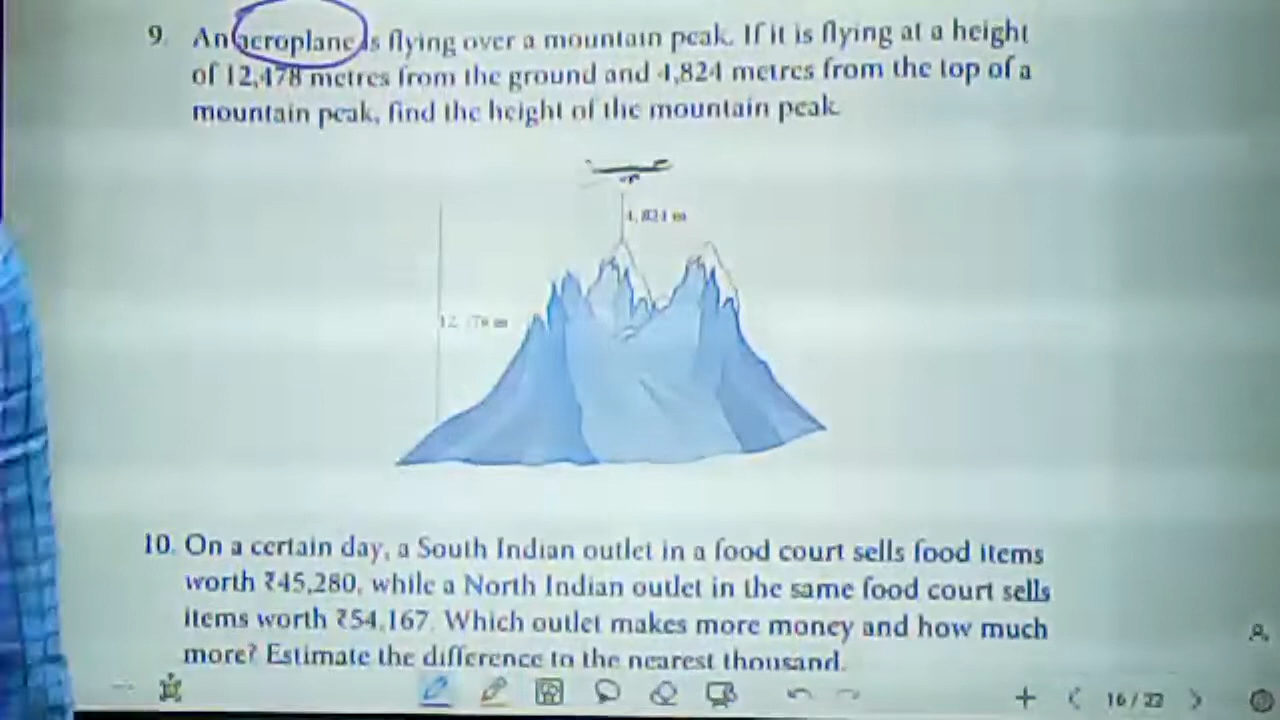 9. An aeroplane is flying over a mountain peak. If it is flying at a height
of 12,478 metres from the ground and 4,824 metres from the top of a
mountain peak, find the height of the mountain peak.
4,824 m
10. On a certain day, a South Indian outlet in a food court sells food items
worth ₹45,280, while a North Indian outlet in the same food court sells
items worth ₹54,167. Which outlet makes more money and how much
more? Estimate the difference to the nearest thousand.
16 / 22